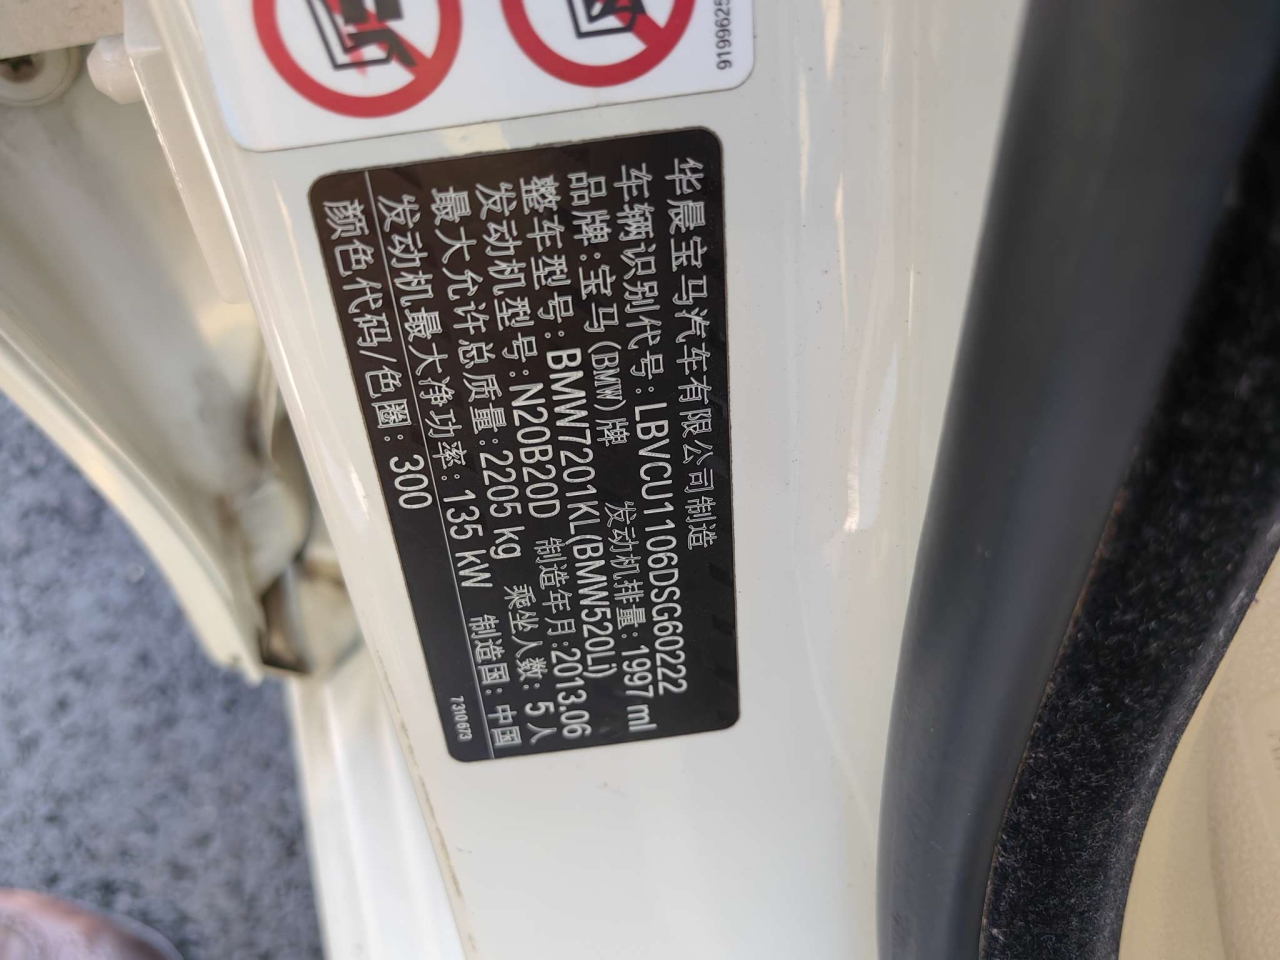 华晨宝马汽车有限公司制造
车辆识别代号: LBVCU1106DSG60222
品牌: 宝马(BMW)牌 发动机排量: 1997 ml
整车型号: BMW7201KL(BMW520Li)
发动机型号: N20B20D 制造年月: 2013.06
最大允许总质量: 2205 kg 乘坐人数: 5人
发动机最大净功率: 135 kW 制造国: 中国
颜色代码/色圈: 300
7310673